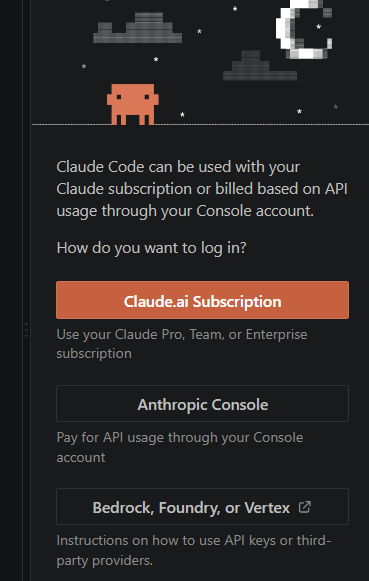 Claude Code can be used with your
Claude subscription or billed based on API
usage through your Console account.
How do you want to log in?
Claude.ai Subscription
Use your Claude Pro, Team, or Enterprise
subscription
Anthropic Console
Pay for API usage through your Console
account
Bedrock, Foundry, or Vertex
Instructions on how to use API keys or third-
party providers.